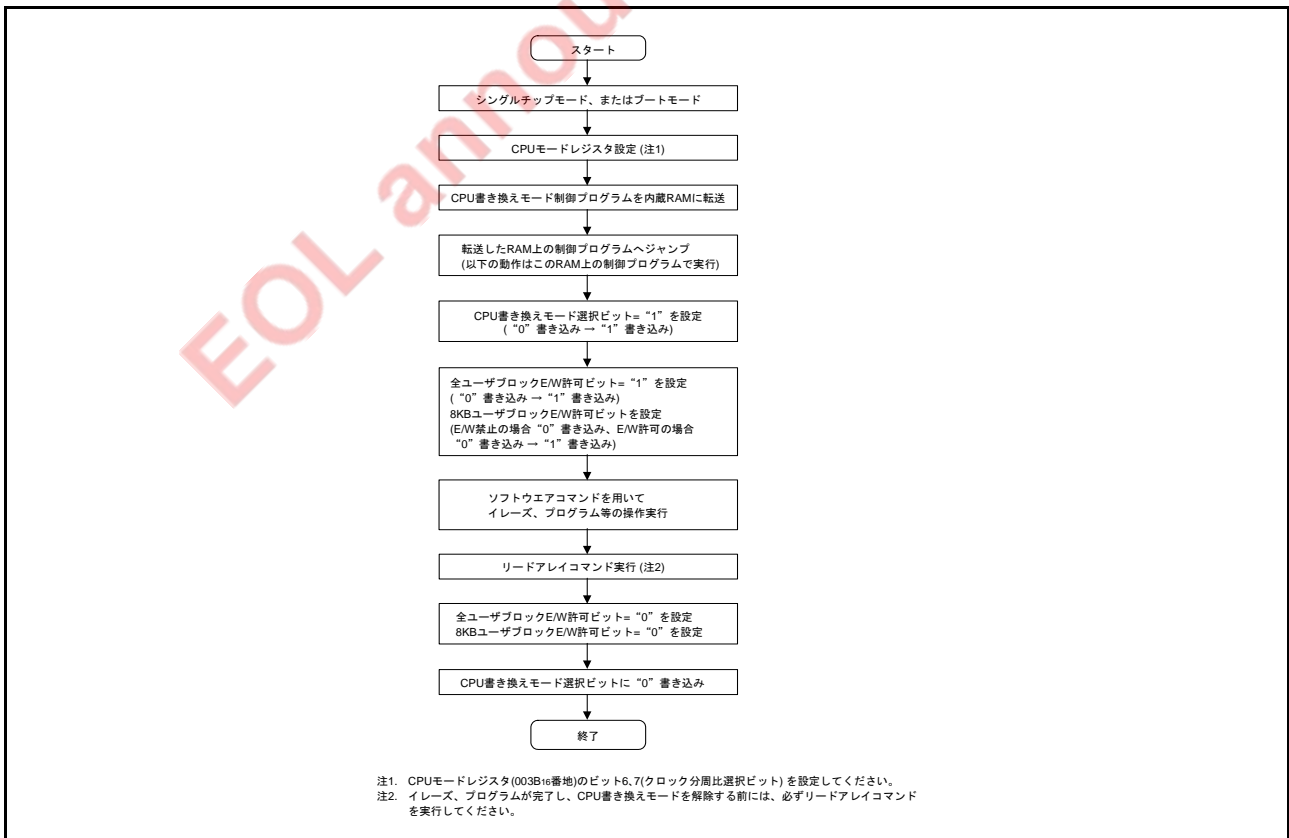 EOL annou
スタート
シングルチップモード、またはブートモード
CPUモードレジスタ設定 (注1)
CPU書き換えモード制御プログラムを内蔵RAMに転送
転送したRAM上の制御プログラムへジャンプ
(以下の動作はこのRAM上の制御プログラムで実行)
CPU書き換えモード選択ビット= “1” を設定
( “0” 書き込み → “1” 書き込み)
全ユーザブロックE/W許可ビット= “1” を設定
( “0” 書き込み → “1” 書き込み)
8KBユーザブロックE/W許可ビットを設定
(E/W禁止の場合 “0” 書き込み、E/W許可の場合
“0” 書き込み → “1” 書き込み)
ソフトウエアコマンドを用いて
イレーズ、プログラム等の操作実行
リードアレイコマンド実行 (注2)
全ユーザブロックE/W許可ビット= “0” を設定
8KBユーザブロックE/W許可ビット= “0” を設定
CPU書き換えモード選択ビットに “0” 書き込み
終了
注1. CPUモードレジスタ(003B16番地)のビット6、7(クロック分周比選択ビット) を設定してください。
注2. イレーズ、プログラムが完了し、CPU書き換えモードを解除する前には、必ずリードアレイコマンド
を実行してください。